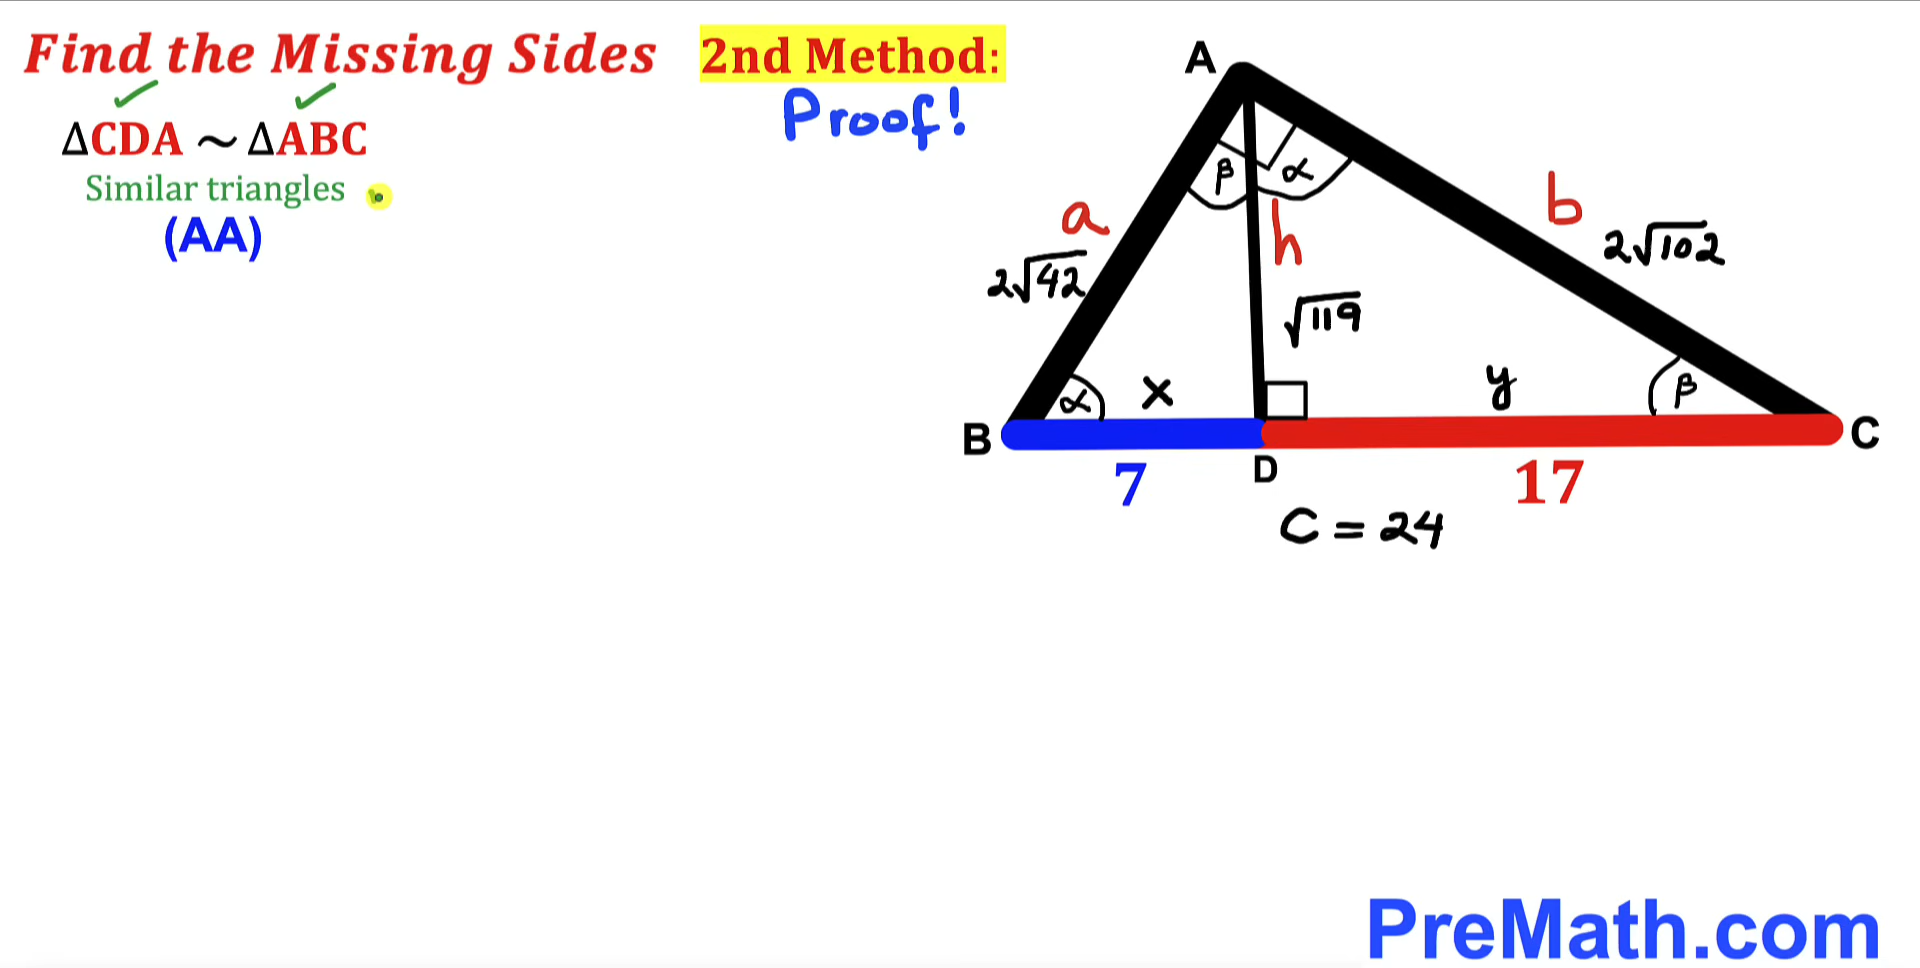 Find the Missing Sides 2nd Method:
Proof!
ΔCDA ~ ΔABC
Similar triangles
(AA)
A
β α
a h b
2√42 2√102
√119
α x y β
B D C
7 17
C = 24
PreMath.com